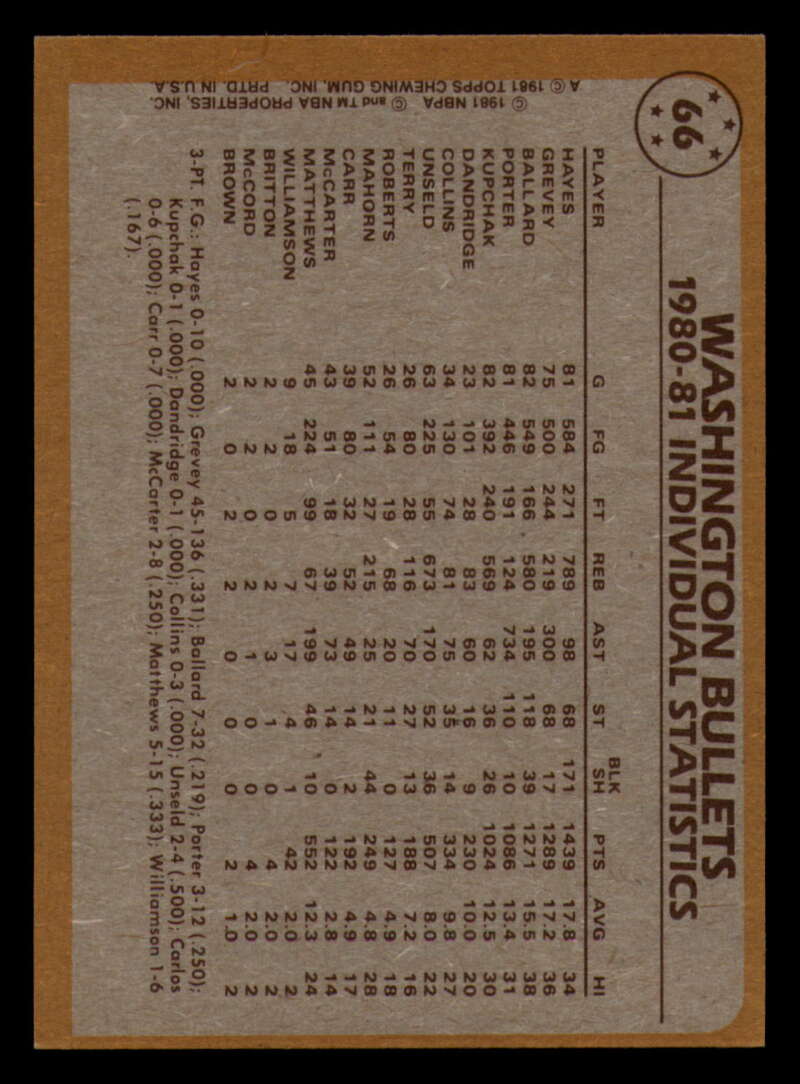 66
WASHINGTON BULLETS
1980-81 INDIVIDUAL STATISTICS
BLK
PLAYER G FG FT REB AST ST SH PTS AVG HI
HAYES 81 584 271 789 98 68 171 1439 17.8 34
GREVEY 75 500 244 219 300 68 17 1289 17.2 36
BALLARD 82 549 166 580 195 118 39 1271 15.5 38
PORTER 81 446 191 124 734 110 10 1086 13.4 31
KUPCHAK 82 392 240 569 62 36 26 1024 12.5 30
DANDRIDGE 23 101 28 83 60 16 9 230 10.0 20
COLLINS 34 130 74 81 75 35 14 334 9.8 27
UNSELD 63 225 55 673 170 52 36 507 8.0 22
TERRY 26 80 28 116 70 27 13 188 7.2 16
ROBERTS 26 54 19 68 20 11 0 127 4.9 18
MAHORN 52 111 27 215 25 21 44 249 4.8 28
CARR 39 80 32 52 49 14 2 192 4.9 17
McCARTER 43 51 18 39 73 14 0 122 2.8 14
MATTHEWS 45 224 99 67 199 46 10 552 12.3 24
WILLIAMSON 9 18 5 7 17 4 1 42 2.0 2
BRITTON 2 2 0 2 3 1 0 4 2.0 2
McCORD 2 2 0 2 1 0 0 4 2.0 2
BROWN 2 0 2 2 0 0 0 2 1.0 2
3-PT. F.G.: Hayes 0-10 (.000); Grevey 45-136 (.331); Ballard 7-32 (.219); Porter 3-12 (.250);
Kupchak 0-1 (.000); Dandridge 0-1 (.000); Collins 0-3 (.000); Unseld 2-4 (.500); Carlos
0-6 (.000); Carr 0-7 (.000); McCarter 2-8 (.250); Matthews 5-15 (.333); Williamson 1-6
(.167).
© 1981 NBPA © and TM NBA PROPERTIES, INC.
A © 1981 TOPPS CHEWING GUM, INC. PRTD. IN U.S.A.